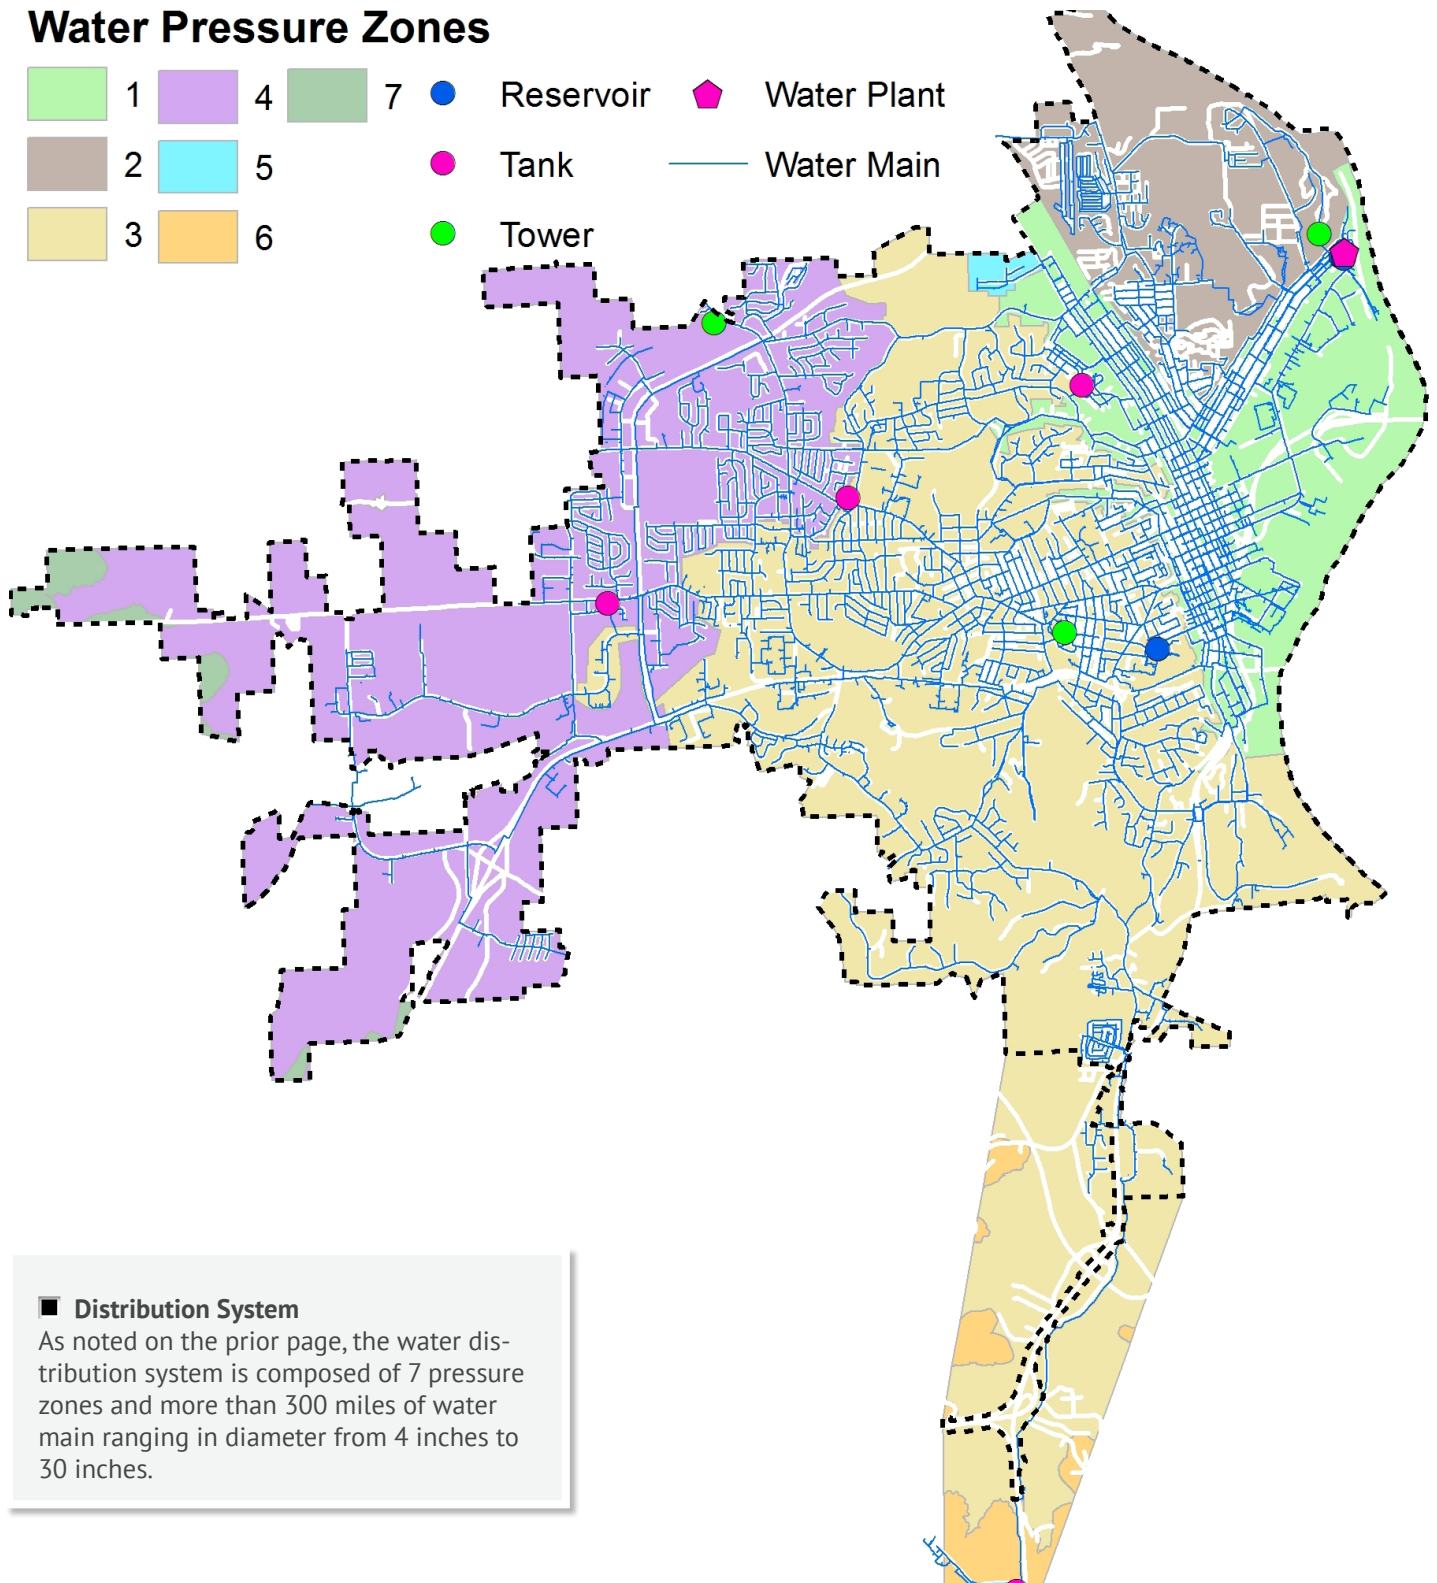 Water Pressure Zones
1 4 7 Reservoir Water Plant
2 5 Tank Water Main
3 6 Tower
Distribution System
As noted on the prior page, the water dis-
tribution system is composed of 7 pressure
zones and more than 300 miles of water
main ranging in diameter from 4 inches to
30 inches.